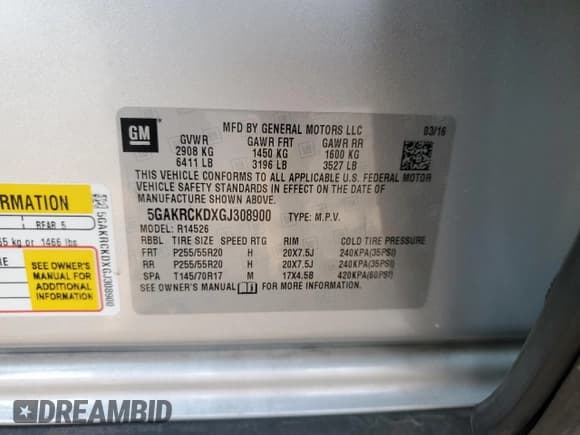 GM
MFD BY GENERAL MOTORS LLC
03/16
GVWR GAWR FRT GAWR RR
2908 KG 1450 KG 1600 KG
6411 LB 3196 LB 3527 LB
THIS VEHICLE CONFORMS TO ALL APPLICABLE U.S. FEDERAL MOTOR
VEHICLE SAFETY STANDARDS IN EFFECT ON THE DATE OF
MANUFACTURE SHOWN ABOVE.
5GAKRCKDXGJ308900 TYPE: M.P.V.
MODEL: R14526
RBBL TIRE SIZE SPEED RTG RIM COLD TIRE PRESSURE
FRT P255/55R20 H 20X7.5J 240KPA(35PSI)
RR P255/55R20 H 20X7.5J 240KPA(35PSI)
SPA T145/70R17 M 17X4.5B 420KPA(60PSI)
SEE OWNER'S MANUAL FOR MORE INFORMATION.
ORMATION
REAR 5
65 kg or 1466 lbs
SEE OWNER'S
MANUAL FOR
ADDITIONAL
INFORMATION
5GAKRCKDXGJ308900
DREAMBID